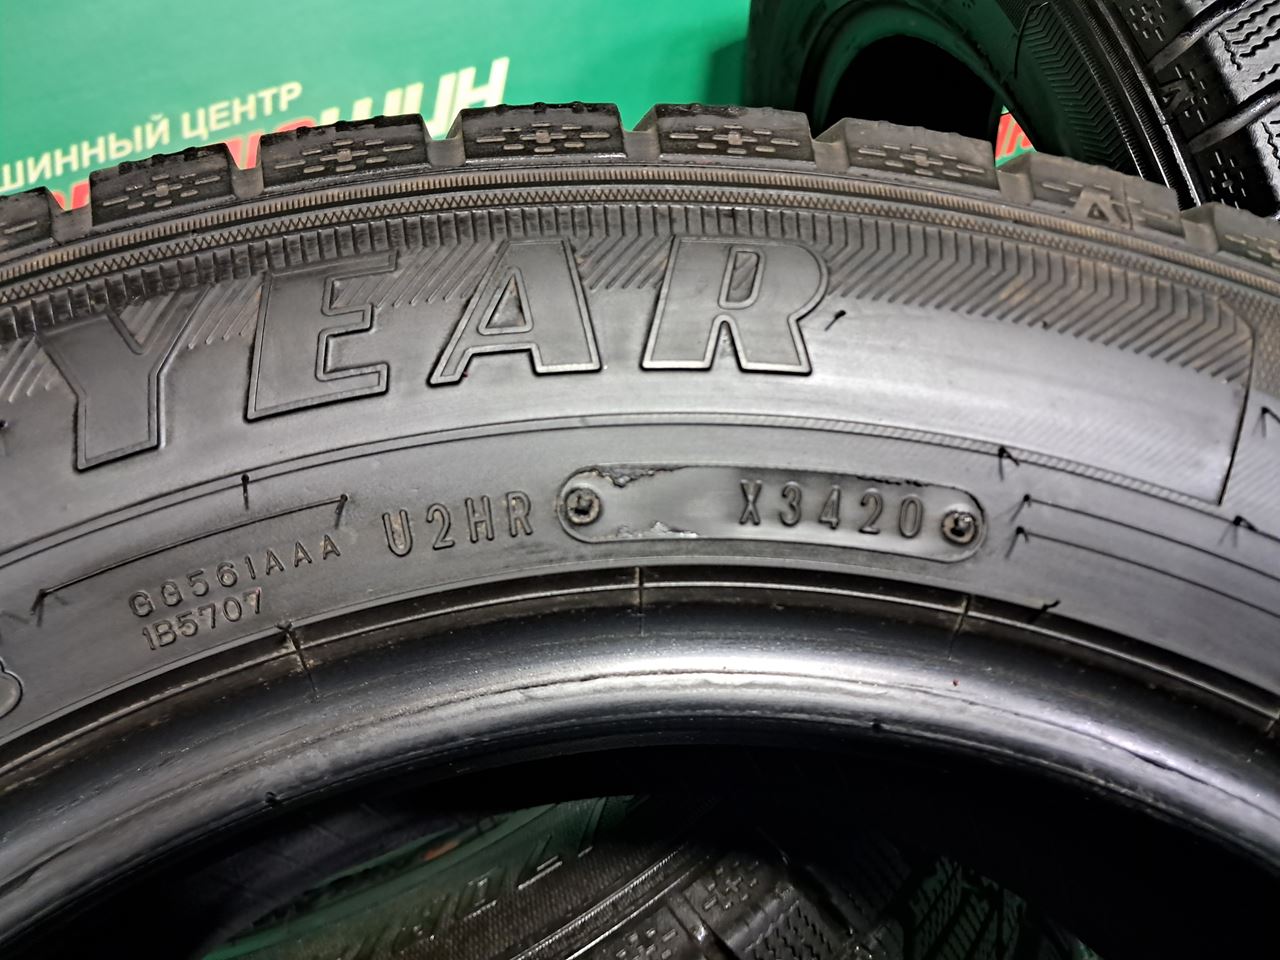 ШИННЫЙ ЦЕНТР
YEAR
U2HR X3420
GG561AAA
1B5707